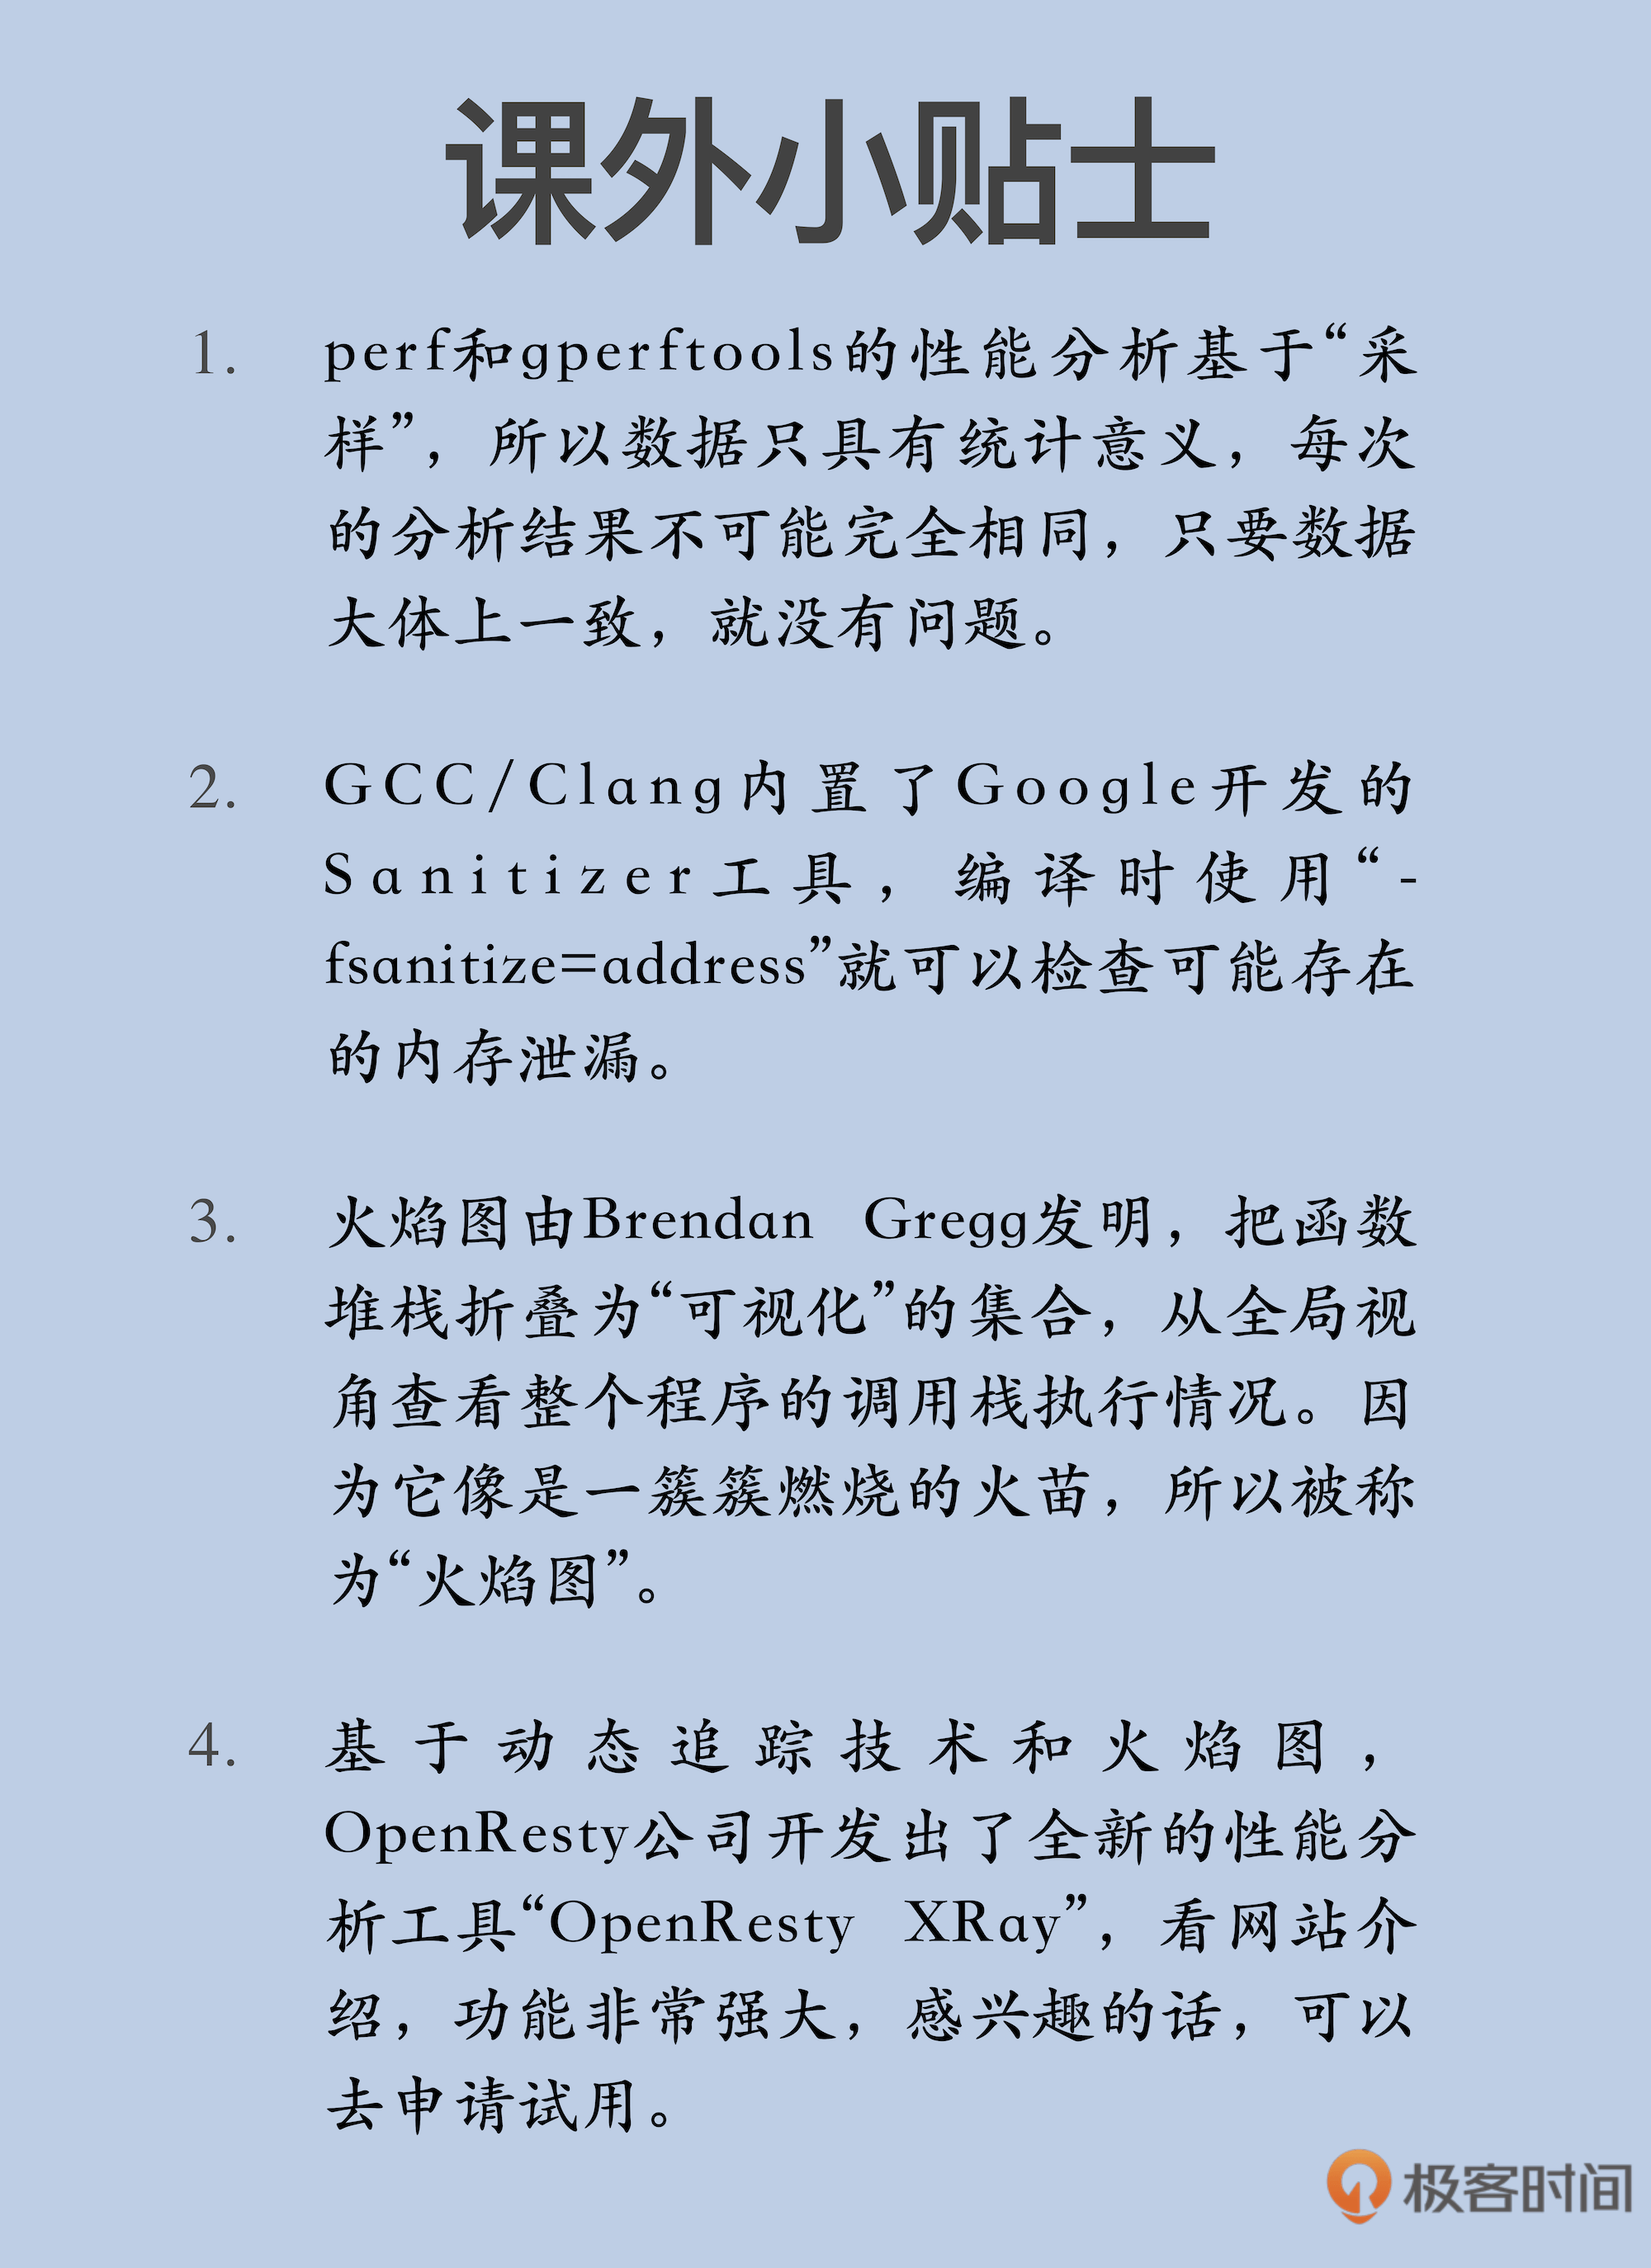 课外小贴士
1. perf和gperftools的性能分析基于“采
样”，所以数据只具有统计意义，每次
的分析结果不可能完全相同，只要数据
大体上一致，就没有问题。
2. GCC/Clang内置了Google开发的
Sanitizer工具，编译时使用“-
fsanitize=address”就可以检查可能存在
的内存泄漏。
3. 火焰图由Brendan Gregg发明，把函数
堆栈折叠为“可视化”的集合，从全局视
角查看整个程序的调用栈执行情况。因
为它像是一簇簇燃烧的火苗，所以被称
为“火焰图”。
4. 基于动态追踪技术和火焰图，
OpenResty公司开发出了全新的性能分
析工具“OpenResty XRay”，看网站介
绍，功能非常强大，感兴趣的话，可以
去申请试用。
极客时间